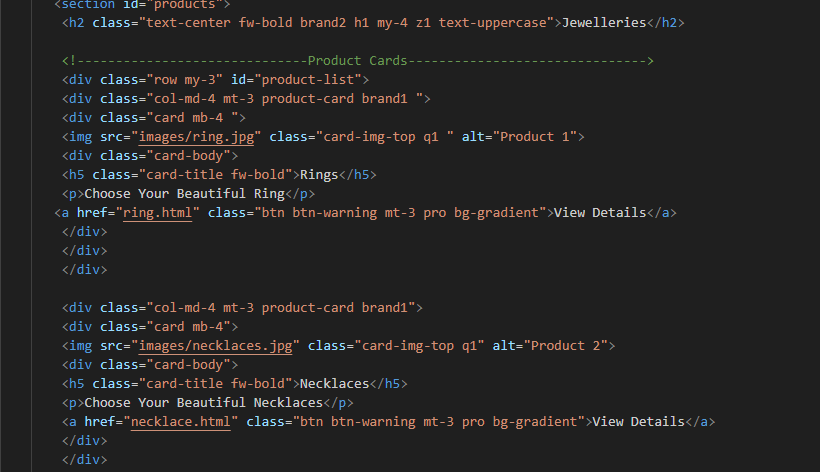 <section id="products">
<h2 class="text-center fw-bold brand2 h1 my-4 z1 text-uppercase">Jewelleries</h2>
<!------------------------------Product Cards------------------------------->
<div class="row my-3" id="product-list">
<div class="col-md-4 mt-3 product-card brand1 ">
<div class="card mb-4 ">
<img src="images/ring.jpg" class="card-img-top q1 " alt="Product 1">
<div class="card-body">
<h5 class="card-title fw-bold">Rings</h5>
<p>Choose Your Beautiful Ring</p>
<a href="ring.html" class="btn btn-warning mt-3 pro bg-gradient">View Details</a>
</div>
</div>
</div>
<div class="col-md-4 mt-3 product-card brand1">
<div class="card mb-4">
<img src="images/necklaces.jpg" class="card-img-top q1" alt="Product 2">
<div class="card-body">
<h5 class="card-title fw-bold">Necklaces</h5>
<p>Choose Your Beautiful Necklaces</p>
<a href="necklace.html" class="btn btn-warning mt-3 pro bg-gradient">View Details</a>
</div>
</div>